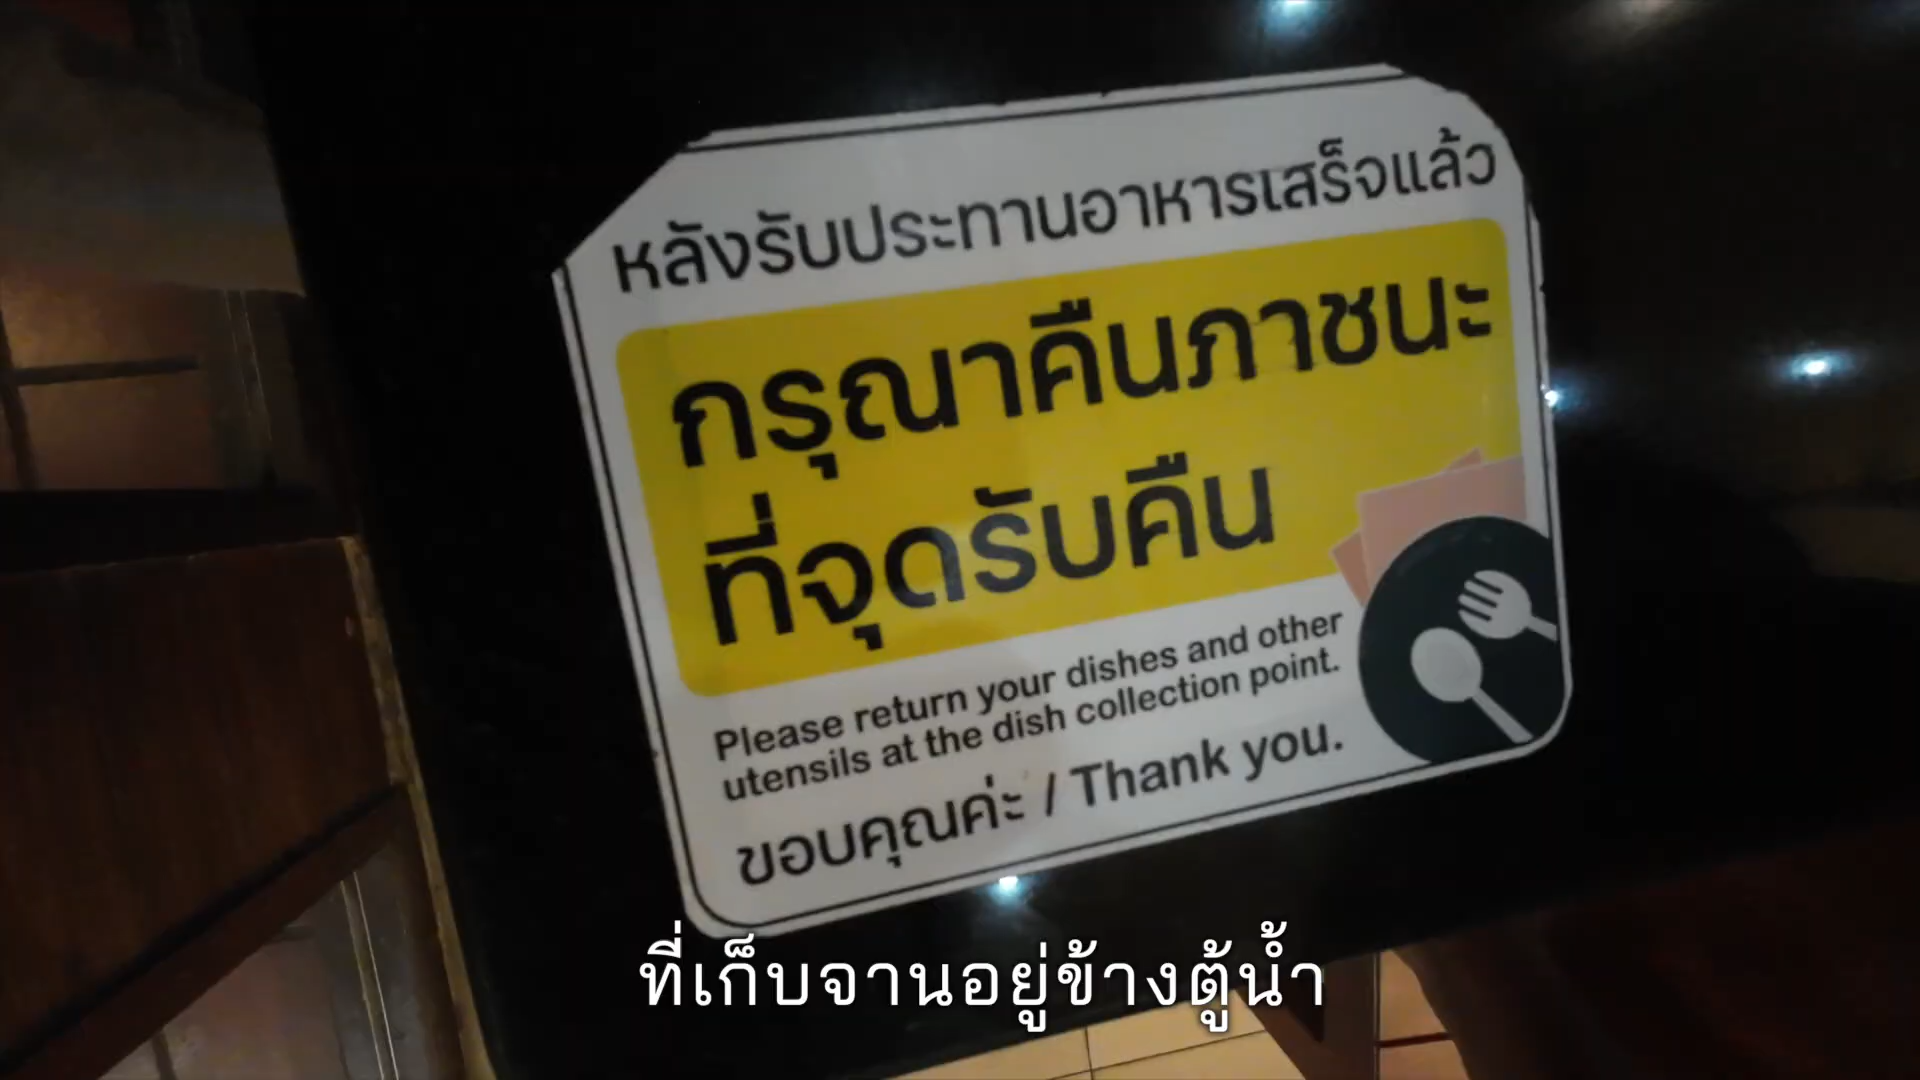 หลังรับประทานอาหารเสร็จแล้ว
กรุณาคืนภาชนะ
ที่จุดรับคืน
Please return your dishes and other
utensils at the dish collection point.
ขอบคุณค่ะ / Thank you.
ที่เก็บจานอยู่ข้างตู้น้ำ